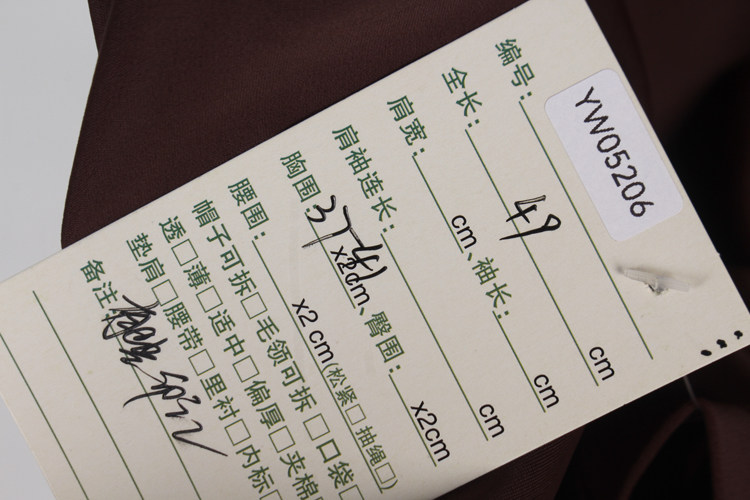 编号: YW05206
全长: 49 cm
肩宽: cm、袖长: cm
肩袖连长: cm
胸围: 37-41 x2cm、臀围: x2cm
腰围: x2 cm(松紧□ 抽绳□)
帽子可拆□毛领可拆□口袋
透□薄□适中□偏厚□夹棉
垫肩□腰带□里衬□内标□
备注: